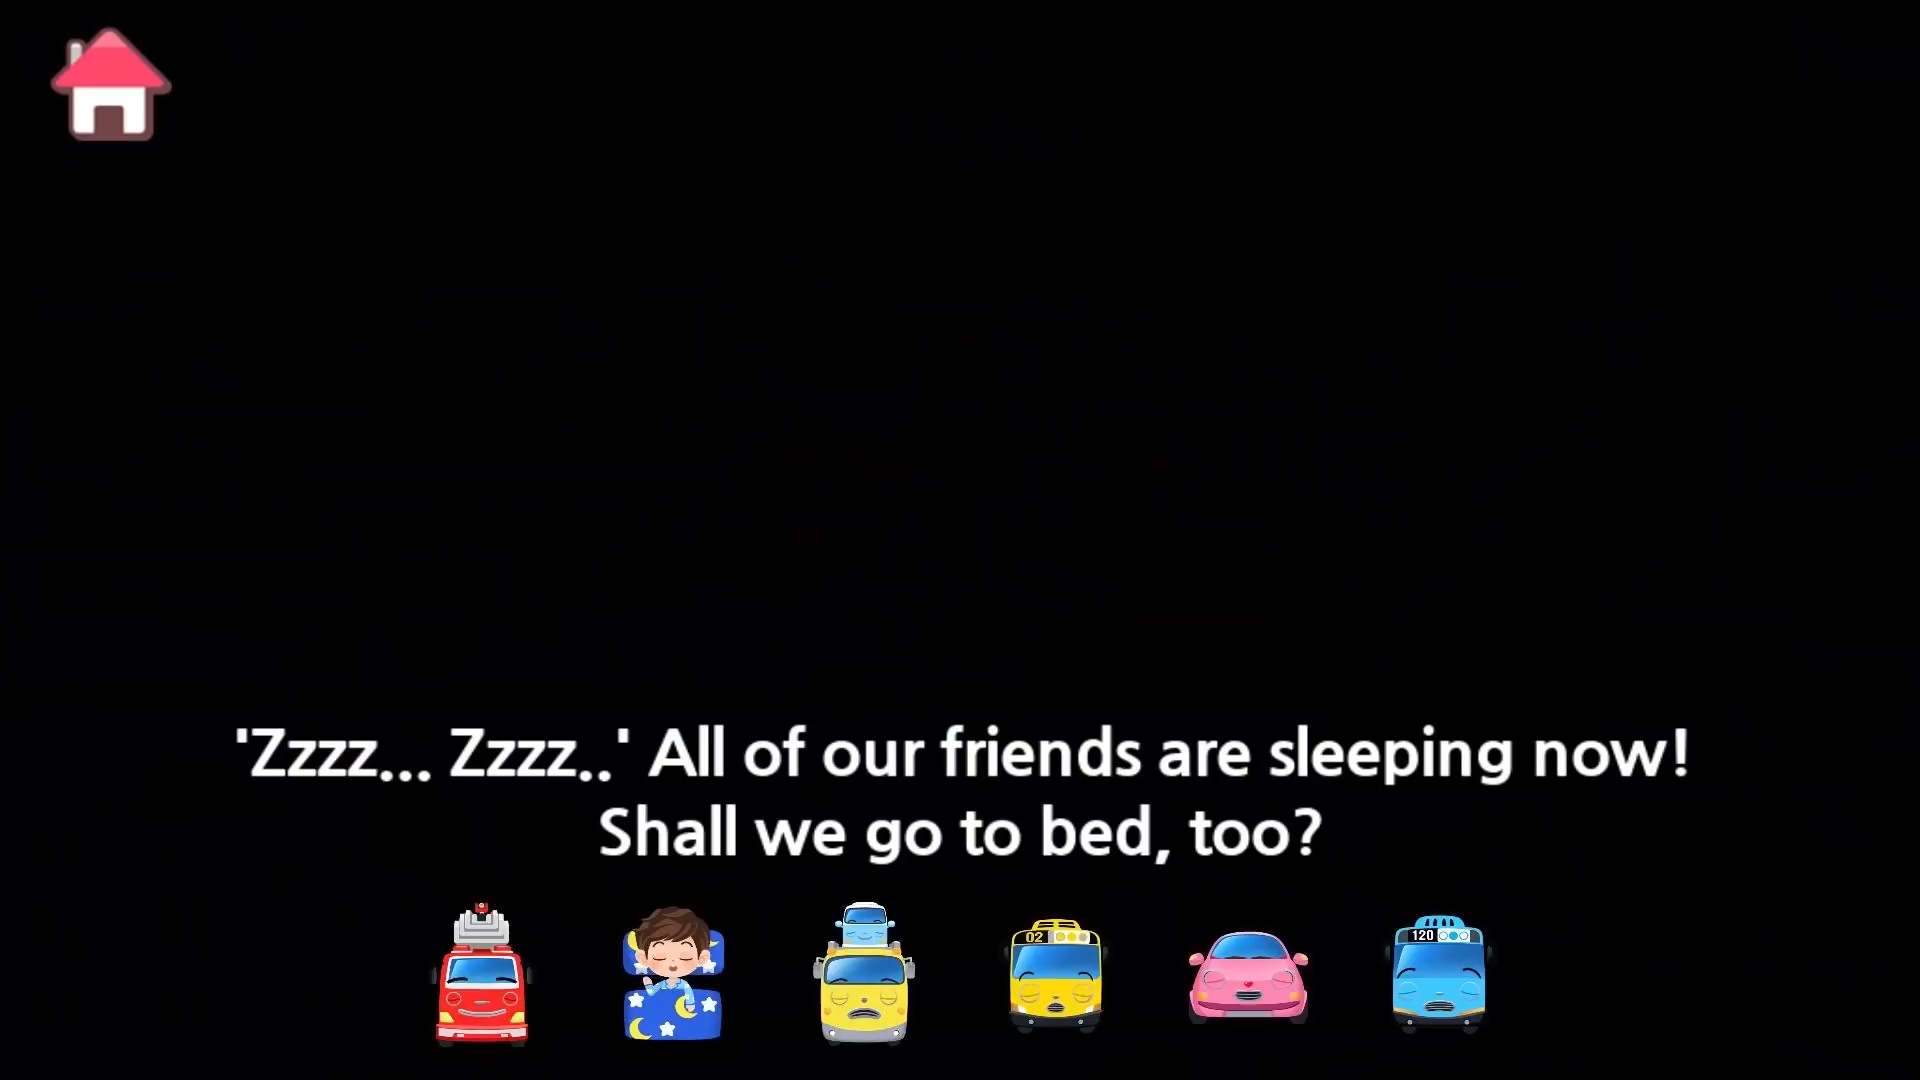 'Zzzz... Zzzz..' All of our friends are sleeping now!
Shall we go to bed, too?
02
120